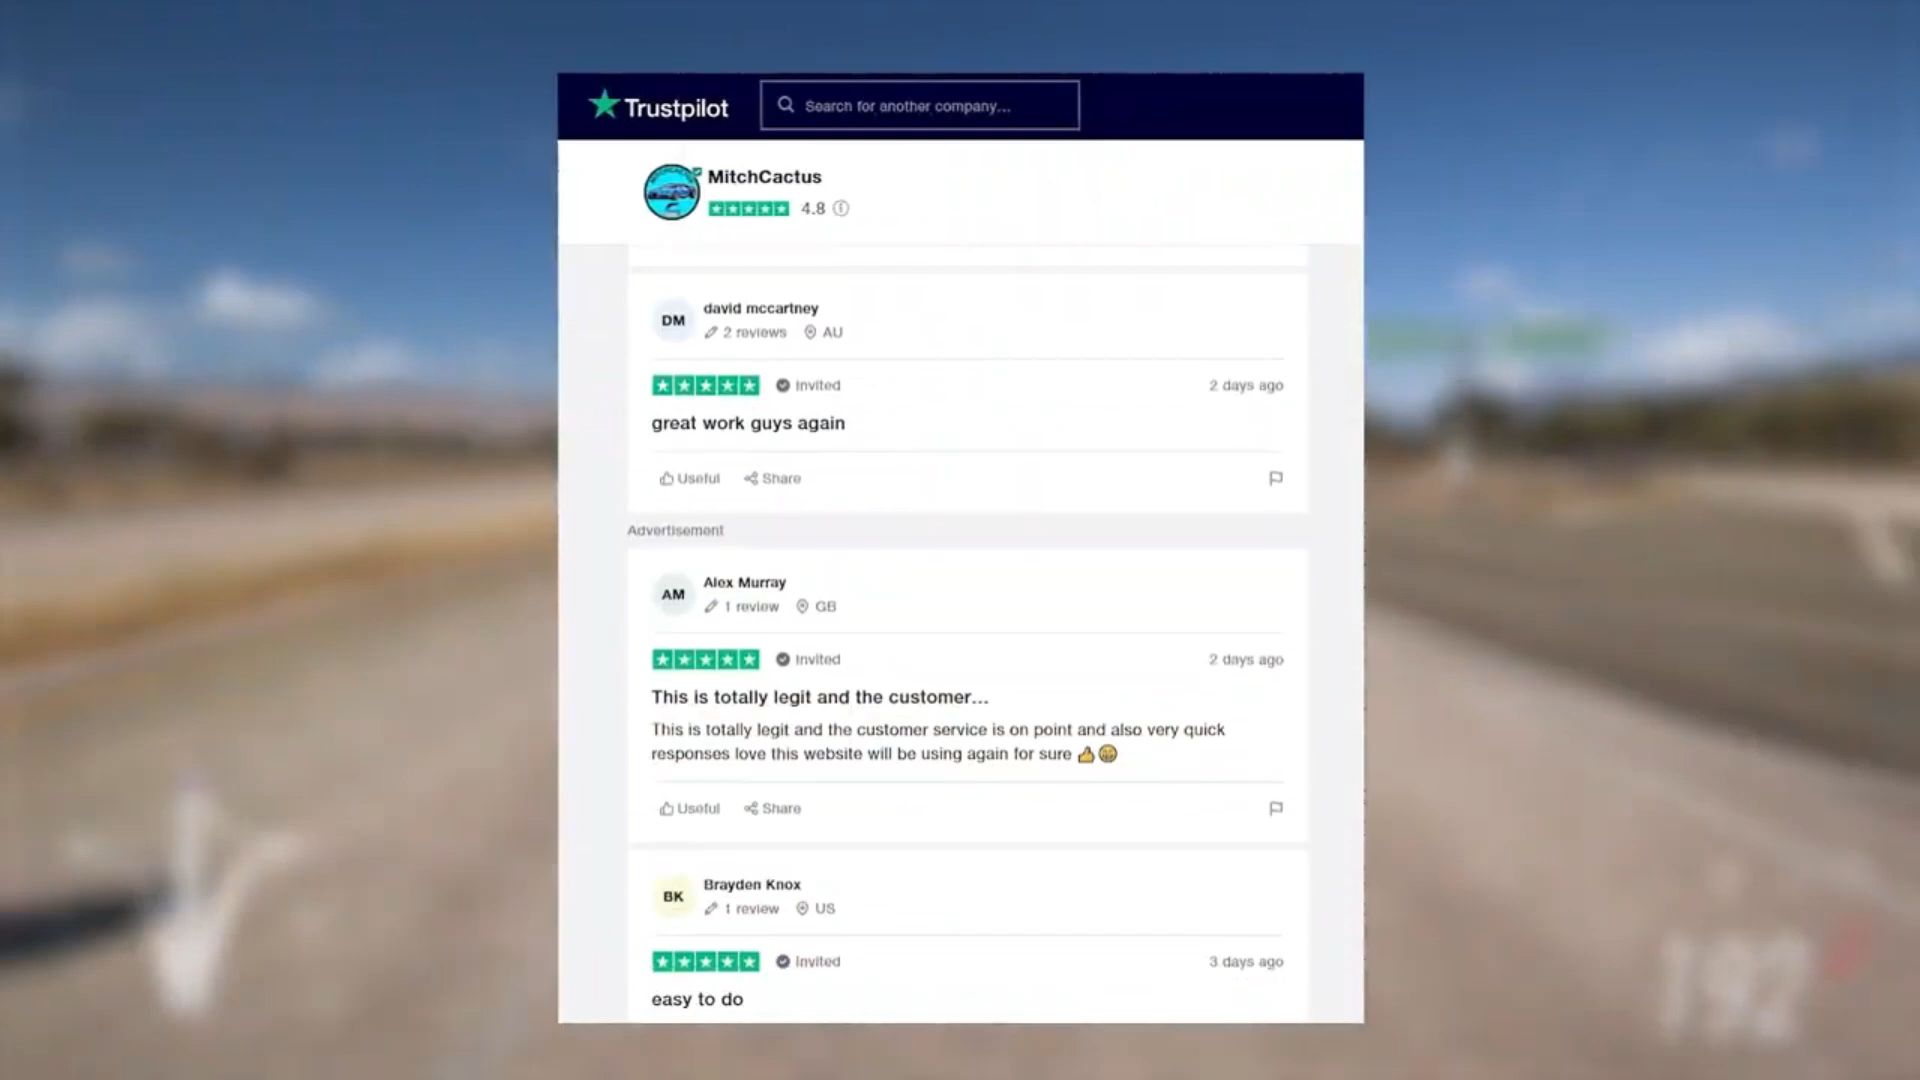 Trustpilot
Search for another company...
MitchCactus
4.8
DM
david mccartney
2 reviews AU
Invited
2 days ago
great work guys again
Useful Share
Advertisement
AM
Alex Murray
1 review GB
Invited
2 days ago
This is totally legit and the customer...
This is totally legit and the customer service is on point and also very quick
responses love this website will be using again for sure 👍😁
Useful Share
BK
Brayden Knox
1 review US
Invited
3 days ago
easy to do
192